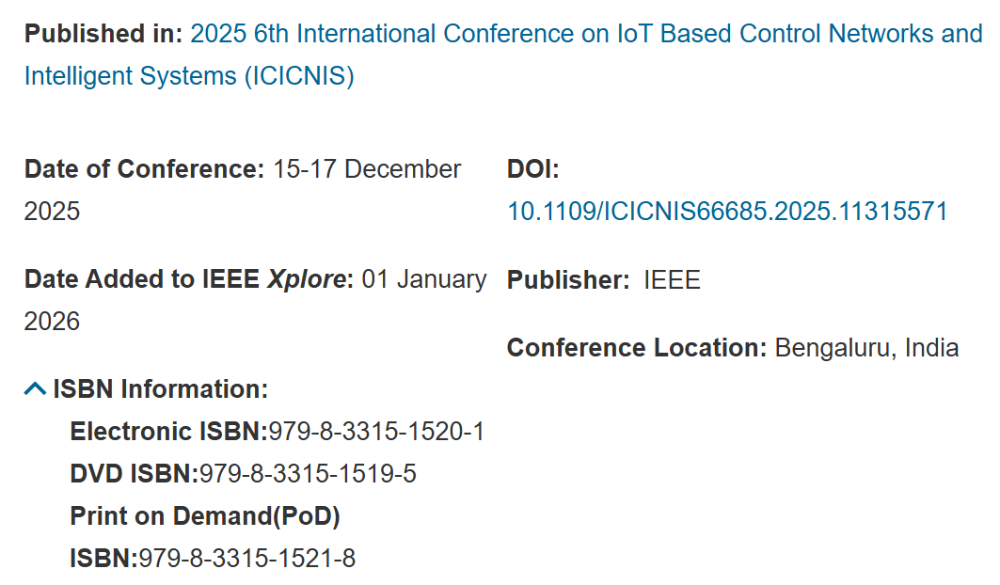 Published in: 2025 6th International Conference on IoT Based Control Networks and
Intelligent Systems (ICICNIS)
Date of Conference: 15-17 December
2025
Date Added to IEEE Xplore: 01 January
2026
ISBN Information:
Electronic ISBN:979-8-3315-1520-1
DVD ISBN:979-8-3315-1519-5
Print on Demand(PoD)
ISBN:979-8-3315-1521-8
DOI:
10.1109/ICICNIS66685.2025.11315571
Publisher: IEEE
Conference Location: Bengaluru, India